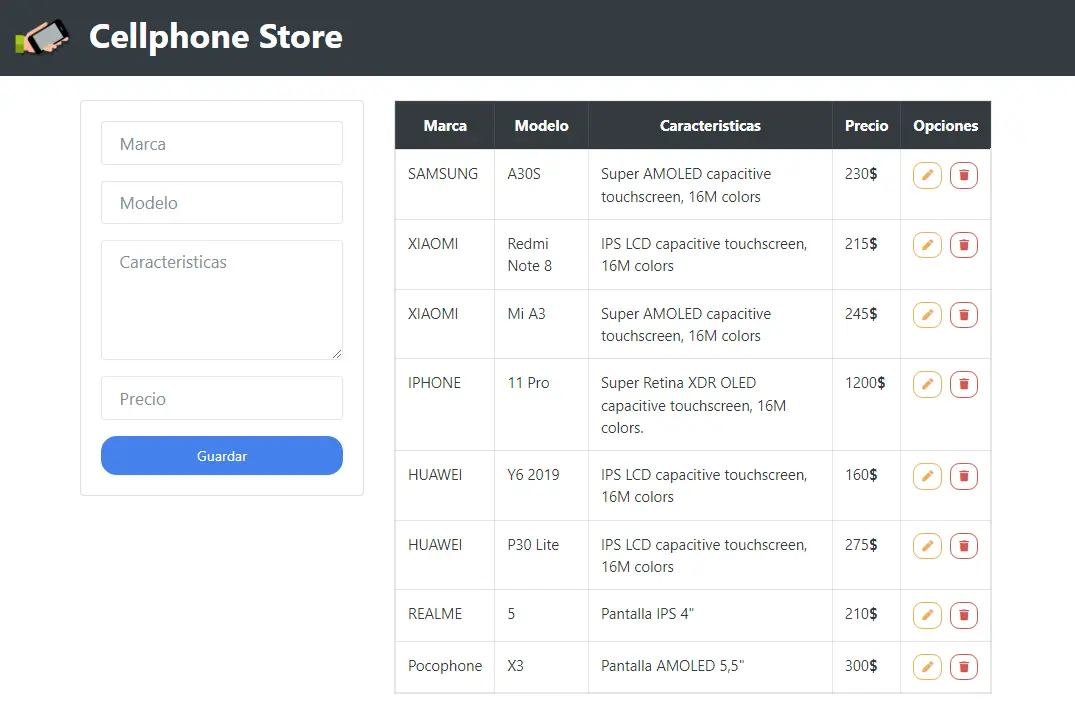 Cellphone Store
Marca
Modelo
Caracteristicas
Precio
Guardar
Marca Modelo Caracteristicas Precio Opciones
SAMSUNG A30S Super AMOLED capacitive 230$
touchscreen, 16M colors
XIAOMI Redmi IPS LCD capacitive touchscreen, 215$
Note 8 16M colors
XIAOMI Mi A3 Super AMOLED capacitive 245$
touchscreen, 16M colors
IPHONE 11 Pro Super Retina XDR OLED 1200$
capacitive touchscreen, 16M
colors.
HUAWEI Y6 2019 IPS LCD capacitive touchscreen, 160$
16M colors
HUAWEI P30 Lite IPS LCD capacitive touchscreen, 275$
16M colors
REALME 5 Pantalla IPS 4" 210$
Pocophone X3 Pantalla AMOLED 5,5" 300$